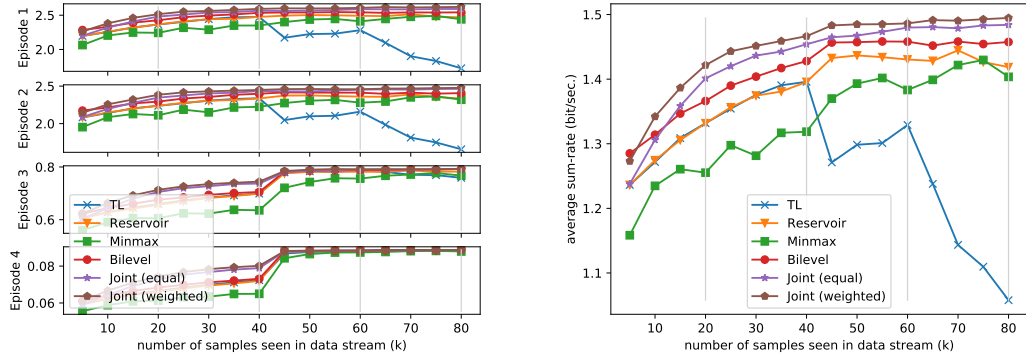 Episode 1
2.5
2.0
Episode 2
2.5
2.0
Episode 3
0.8
0.6
Episode 4
0.08
0.06
TL
Reservoir
Minmax
Bilevel
Joint (equal)
Joint (weighted)
10 20 30 40 50 60 70 80
number of samples seen in data stream (k)
average sum-rate (bit/sec.)
1.5
1.4
1.3
1.2
1.1
TL
Reservoir
Minmax
Bilevel
Joint (equal)
Joint (weighted)
10 20 30 40 50 60 70 80
number of samples seen in data stream (k)